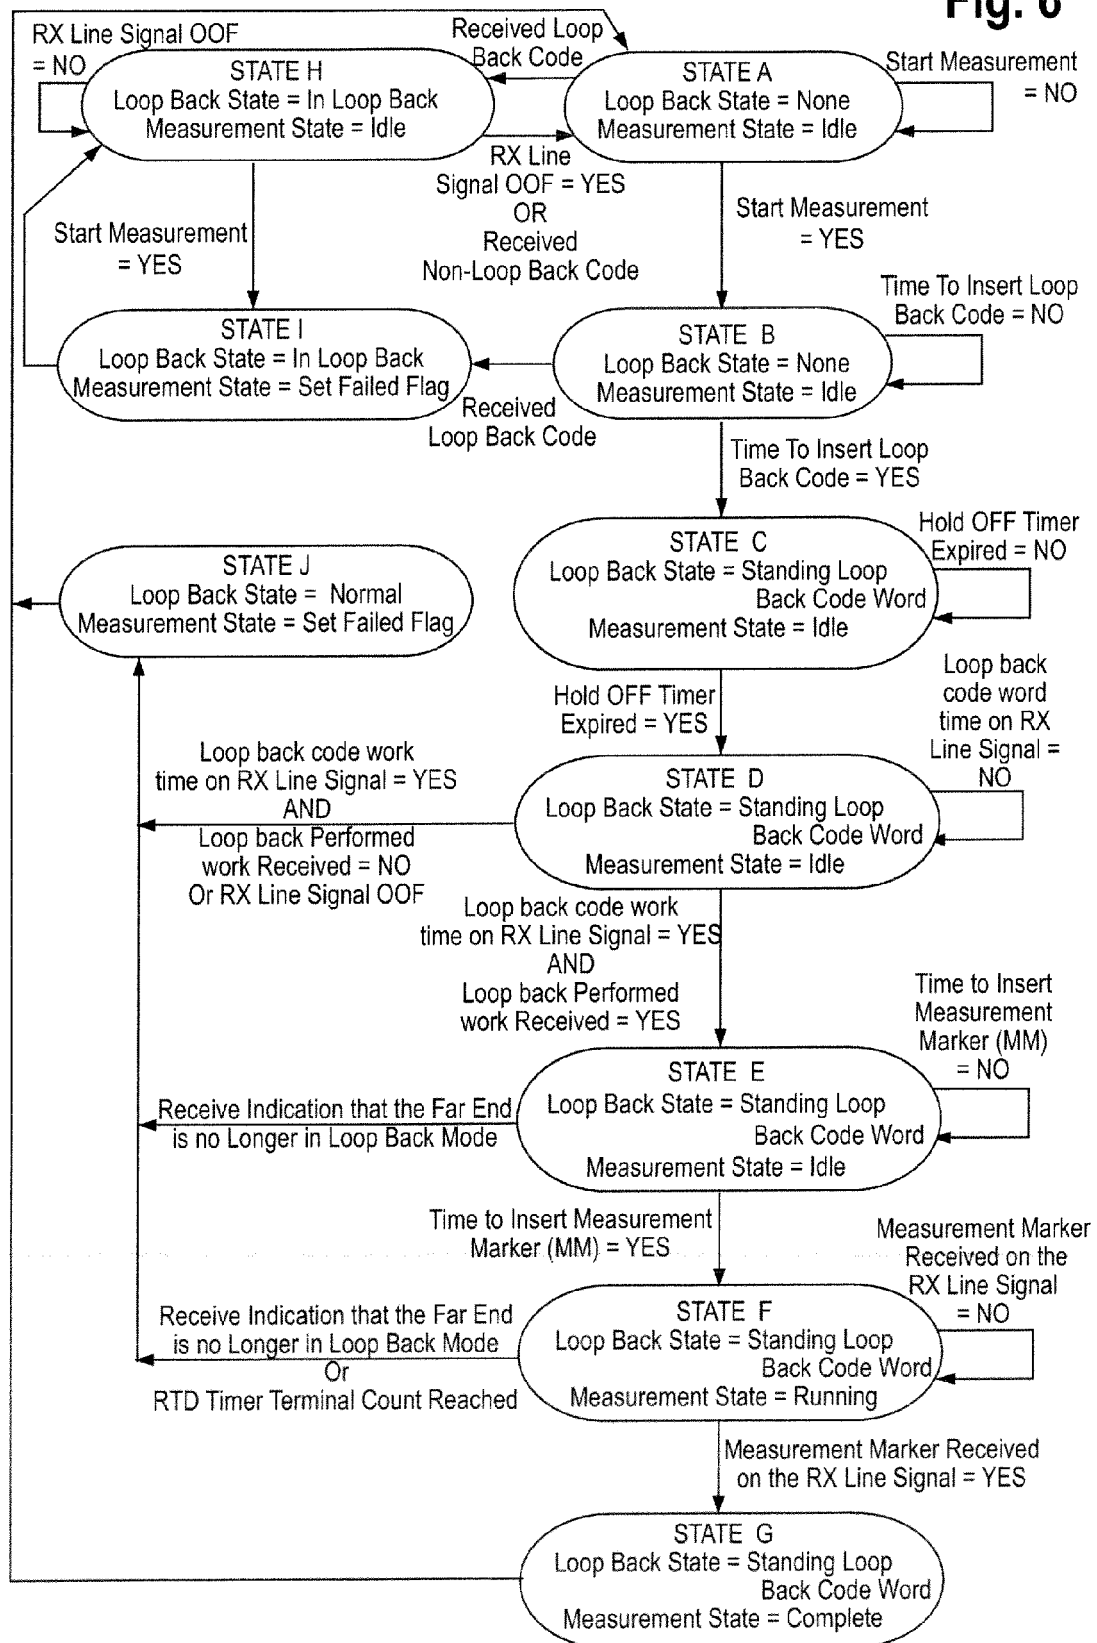 Fig. 6
RX Line Signal OOF
= NO
STATE H
Loop Back State = In Loop Back
Measurement State = Idle
Received Loop
Back Code
STATE A
Loop Back State = None
Measurement State = Idle
Start Measurement
= NO
RX Line
Signal OOF = YES
OR
Received
Non-Loop Back Code
Start Measurement
= YES
Start Measurement
= YES
STATE I
Loop Back State = In Loop Back
Measurement State = Set Failed Flag
Received
Loop Back Code
STATE B
Loop Back State = None
Measurement State = Idle
Time To Insert Loop
Back Code = NO
Time To Insert Loop
Back Code = YES
STATE C
Loop Back State = Standing Loop
Back Code Word
Measurement State = Idle
Hold OFF Timer
Expired = NO
STATE J
Loop Back State = Normal
Measurement State = Set Failed Flag
Hold OFF Timer
Expired = YES
Loop back
code word
time on RX
Line Signal =
NO
Loop back code work
time on RX Line Signal = YES
AND
Loop back Performed
work Received = NO
Or RX Line Signal OOF
STATE D
Loop Back State = Standing Loop
Back Code Word
Measurement State = Idle
Loop back code work
time on RX Line Signal = YES
AND
Loop back Performed
work Received = YES
Time to Insert
Measurement
Marker (MM)
= NO
STATE E
Loop Back State = Standing Loop
Back Code Word
Measurement State = Idle
Receive Indication that the Far End
is no Longer in Loop Back Mode
Time to Insert Measurement
Marker (MM) = YES
Measurement Marker
Received on the
RX Line Signal
= NO
STATE F
Loop Back State = Standing Loop
Back Code Word
Measurement State = Running
Receive Indication that the Far End
is no Longer in Loop Back Mode
Or
RTD Timer Terminal Count Reached
Measurement Marker Received
on the RX Line Signal = YES
STATE G
Loop Back State = Standing Loop
Back Code Word
Measurement State = Complete